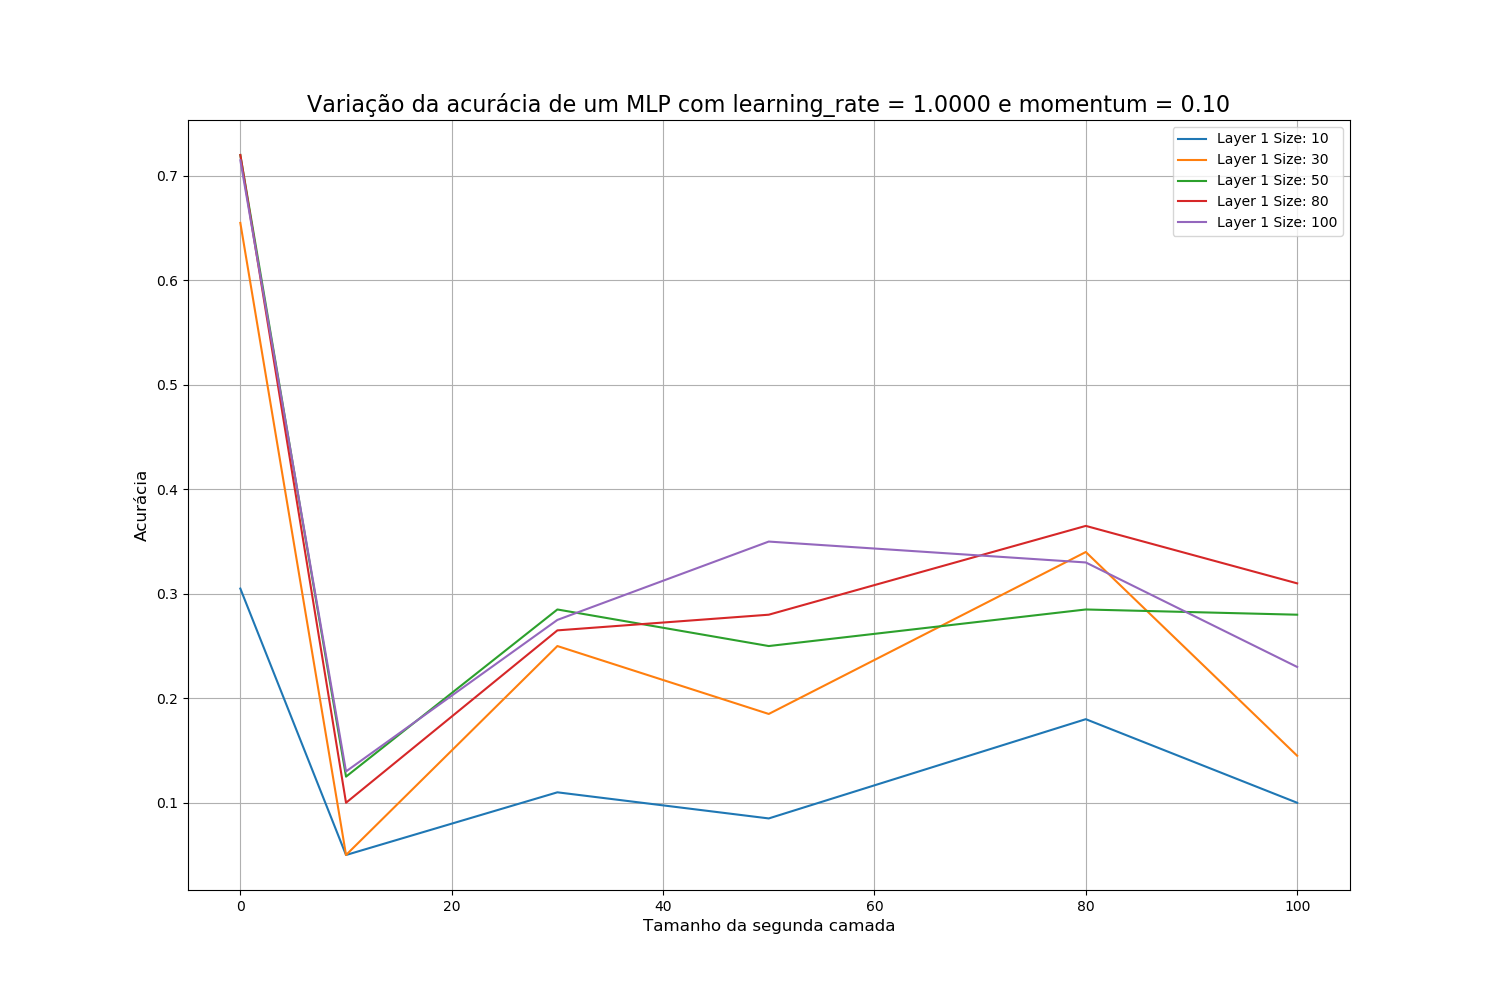 Variação da acurácia de um MLP com learning_rate = 1.0000 e momentum = 0.10
Layer 1 Size: 10
Layer 1 Size: 30
Layer 1 Size: 50
Layer 1 Size: 80
Layer 1 Size: 100
0.7
0.6
0.5
0.4
0.3
0.2
0.1
Acurácia
0 20 40 60 80 100
Tamanho da segunda camada